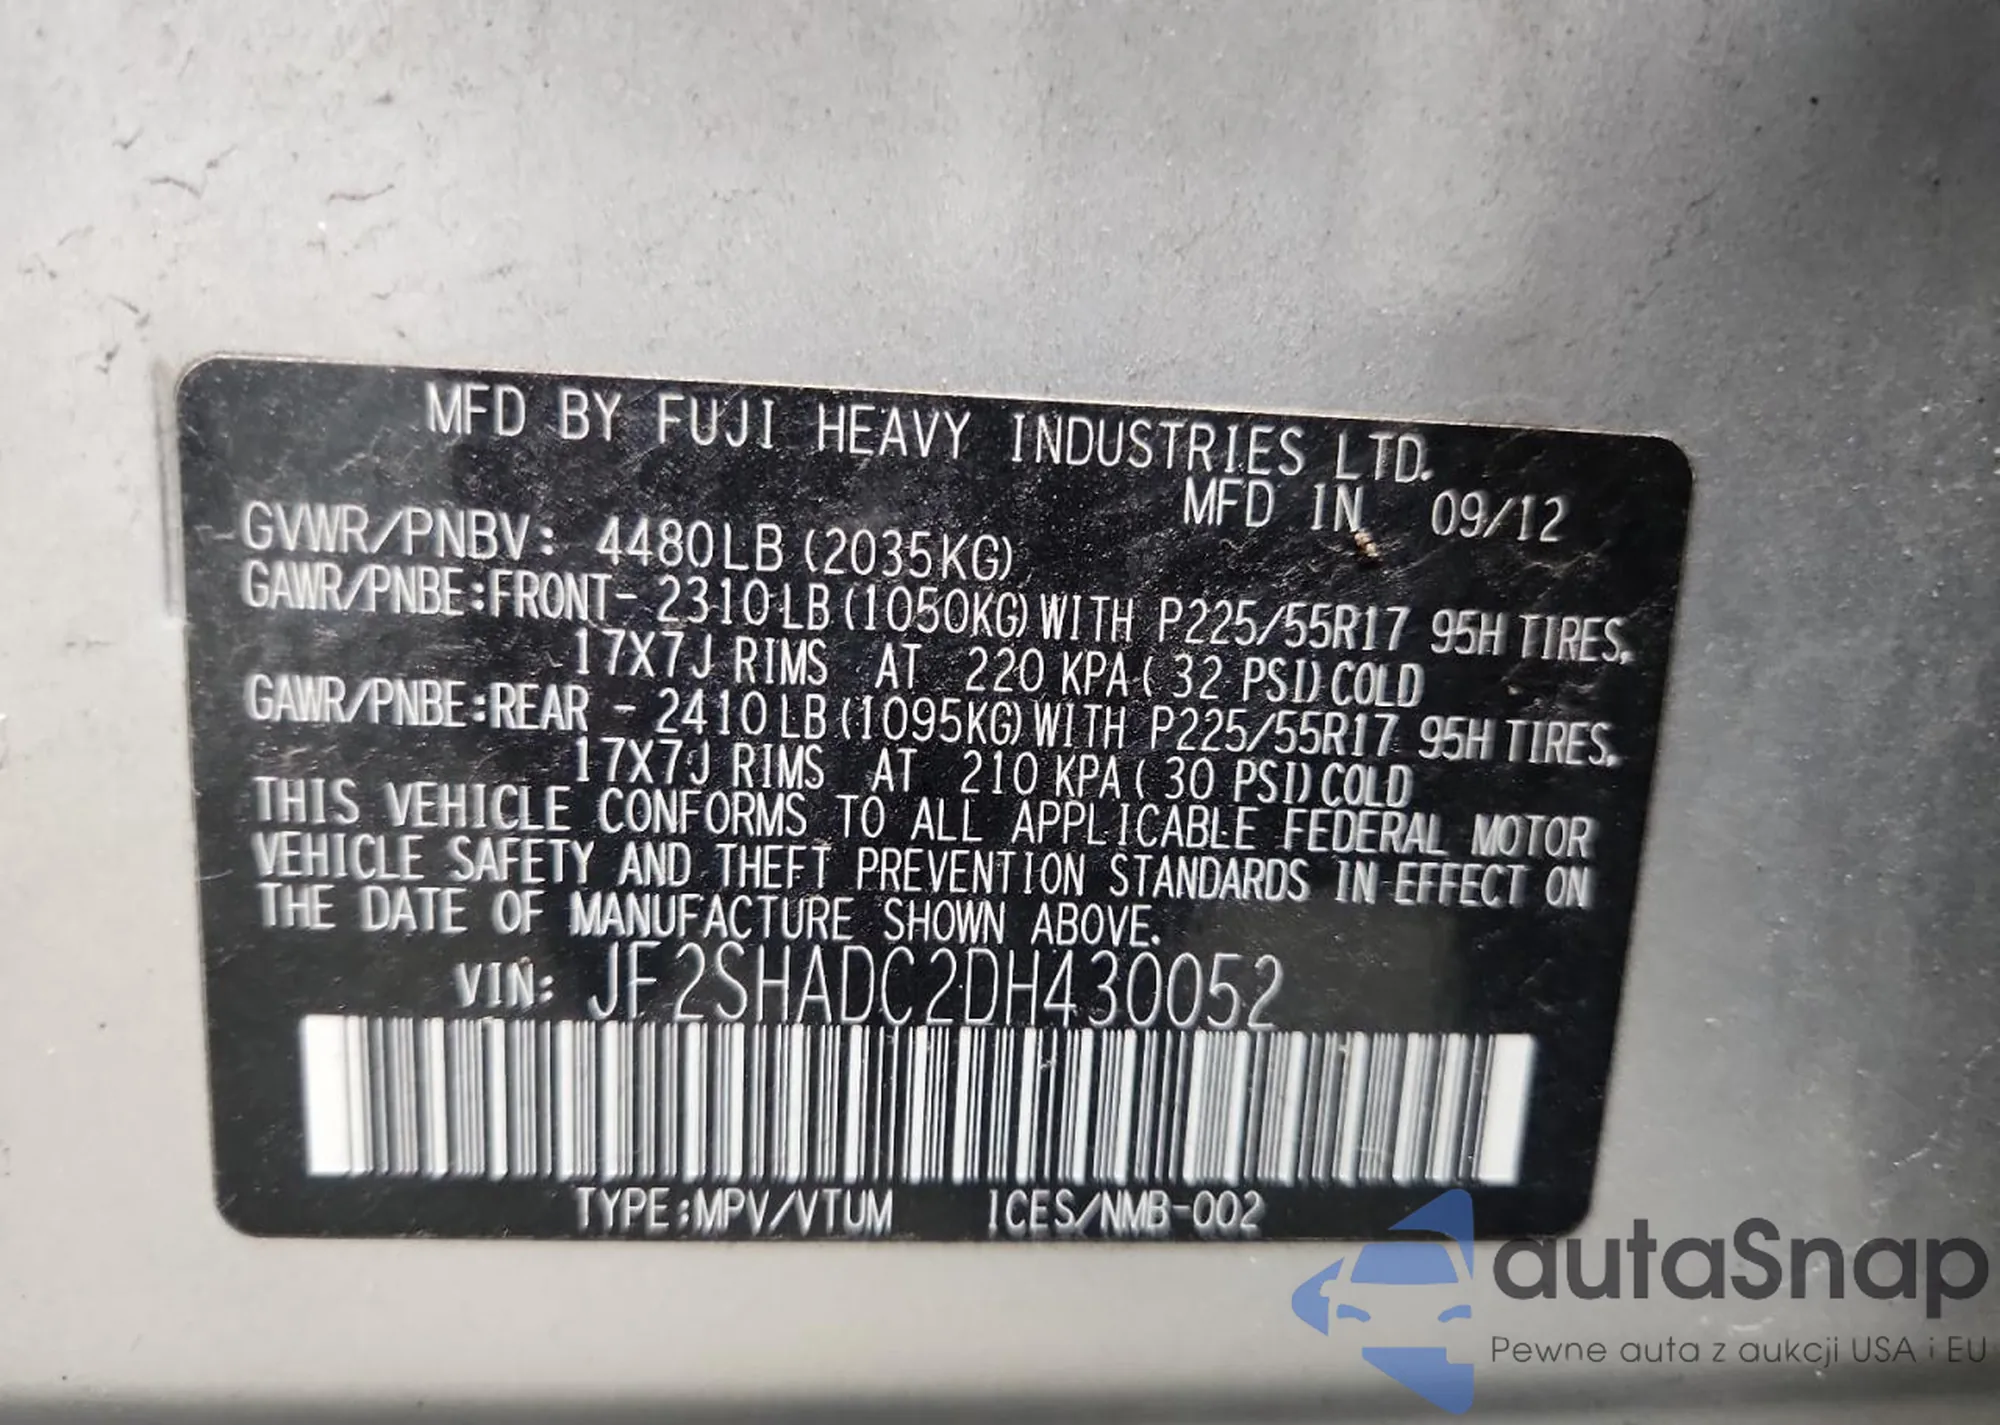 MFD BY FUJI HEAVY INDUSTRIES LTD.
MFD IN 09/12
GVWR/PNBV: 4480LB (2035KG)
GAWR/PNBE:FRONT- 2310LB (1050KG) WITH P225/55R17 95H TIRES,
17X7J RIMS AT 220 KPA ( 32 PSI) COLD
GAWR/PNBE:REAR - 2410LB (1095KG) WITH P225/55R17 95H TIRES,
17X7J RIMS AT 210 KPA ( 30 PSI) COLD
THIS VEHICLE CONFORMS TO ALL APPLICABLE FEDERAL MOTOR
VEHICLE SAFETY AND THEFT PREVENTION STANDARDS IN EFFECT ON
THE DATE OF MANUFACTURE SHOWN ABOVE.
VIN: JF2SHADC2DH430052
TYPE:MPV/VTUM ICES/NMB-002
autaSnap
Pewne auta z aukcji USA i EU